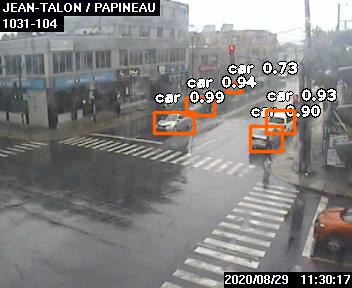 JEAN-TALON / PAPINEAU
1031-104
car 0.73
car 0.94
car 0.99
car 0.93
car 0.90
2020/08/29 11:30:17